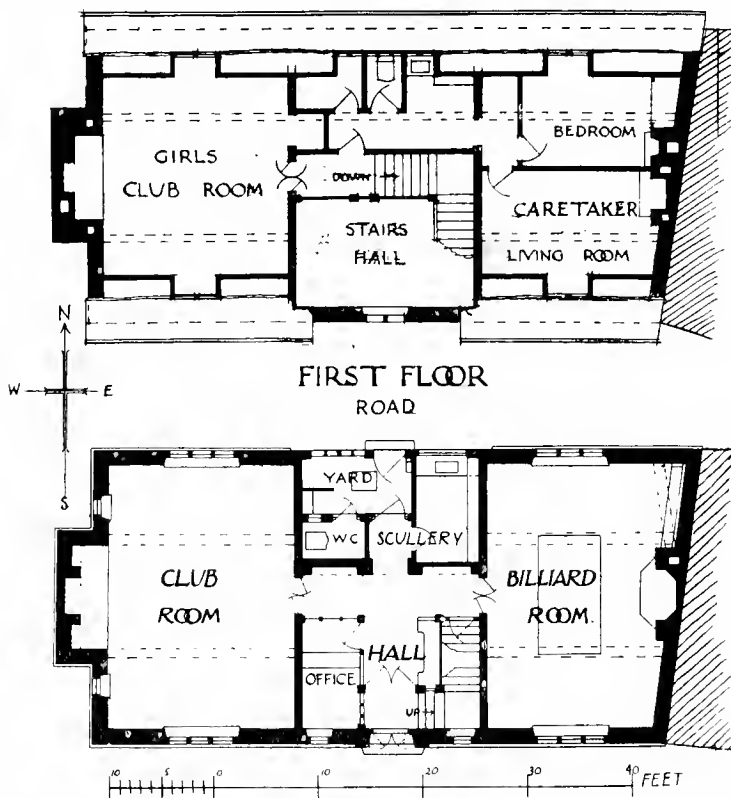 GIRLS
CLUB ROOM
DOWN
STAIRS
HALL
BEDROOM
CARETAKER
LIVING ROOM
N
W E
S
FIRST FLOOR
ROAD
YARD
WC
SCULLERY
CLUB
ROOM
BILLIARD
ROOM.
HALL
OFFICE
UP
10 5 0 10 20 30 40 FEET